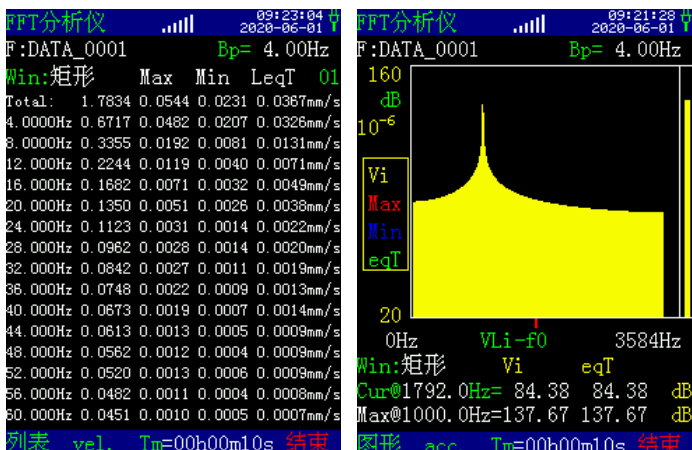 FFT分析仪 09:23:04
2020-06-01
F:DATA_0001 Bp= 4.00Hz
Win:矩形 Max Min LeqT 01
Total: 1.7834 0.0544 0.0231 0.0367mm/s
4.0000Hz 0.6717 0.0482 0.0207 0.0326mm/s
8.0000Hz 0.3355 0.0192 0.0081 0.0131mm/s
12.000Hz 0.2244 0.0119 0.0040 0.0071mm/s
16.000Hz 0.1682 0.0071 0.0032 0.0049mm/s
20.000Hz 0.1350 0.0051 0.0026 0.0038mm/s
24.000Hz 0.1123 0.0031 0.0014 0.0022mm/s
28.000Hz 0.0962 0.0028 0.0014 0.0020mm/s
32.000Hz 0.0842 0.0027 0.0011 0.0019mm/s
36.000Hz 0.0748 0.0022 0.0009 0.0013mm/s
40.000Hz 0.0673 0.0019 0.0007 0.0014mm/s
44.000Hz 0.0613 0.0013 0.0005 0.0009mm/s
48.000Hz 0.0562 0.0012 0.0004 0.0009mm/s
52.000Hz 0.0520 0.0013 0.0006 0.0009mm/s
56.000Hz 0.0482 0.0011 0.0004 0.0008mm/s
60.000Hz 0.0451 0.0010 0.0005 0.0007mm/s
列表 vel. Tm=00h00m10s 结束
FFT分析仪 09:21:28
2020-06-01
F:DATA_0001 Bp= 4.00Hz
160
dB
10-6
Vi
Max
Min
eqT
20
0Hz VLi-f0 3584Hz
Win:矩形 Vi eqT
Cur@1792.0Hz= 84.38 84.38 dB
Max@1000.0Hz=137.67 137.67 dB
图形 acc. Tm=00h00m10s 结束